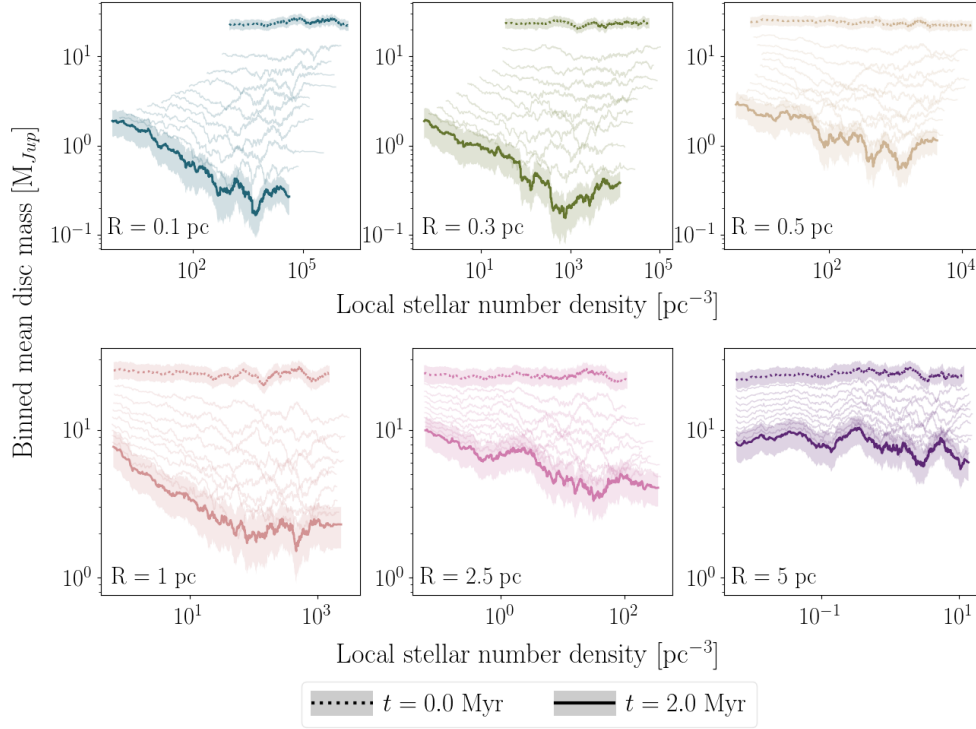 Binned mean disc mass [M_{Jup}]
10^1
10^0
10^{-1}
R = 0.1 pc
10^2
10^5
10^1
10^0
10^{-1}
R = 0.3 pc
10^1
10^3
10^5
10^1
10^0
10^{-1}
R = 0.5 pc
10^2
10^4
Local stellar number density [pc^{-3}]
10^1
10^0
R = 1 pc
10^1
10^3
10^1
10^0
R = 2.5 pc
10^0
10^2
10^1
10^0
R = 5 pc
10^{-1}
10^1
Local stellar number density [pc^{-3}]
t = 0.0 Myr
t = 2.0 Myr